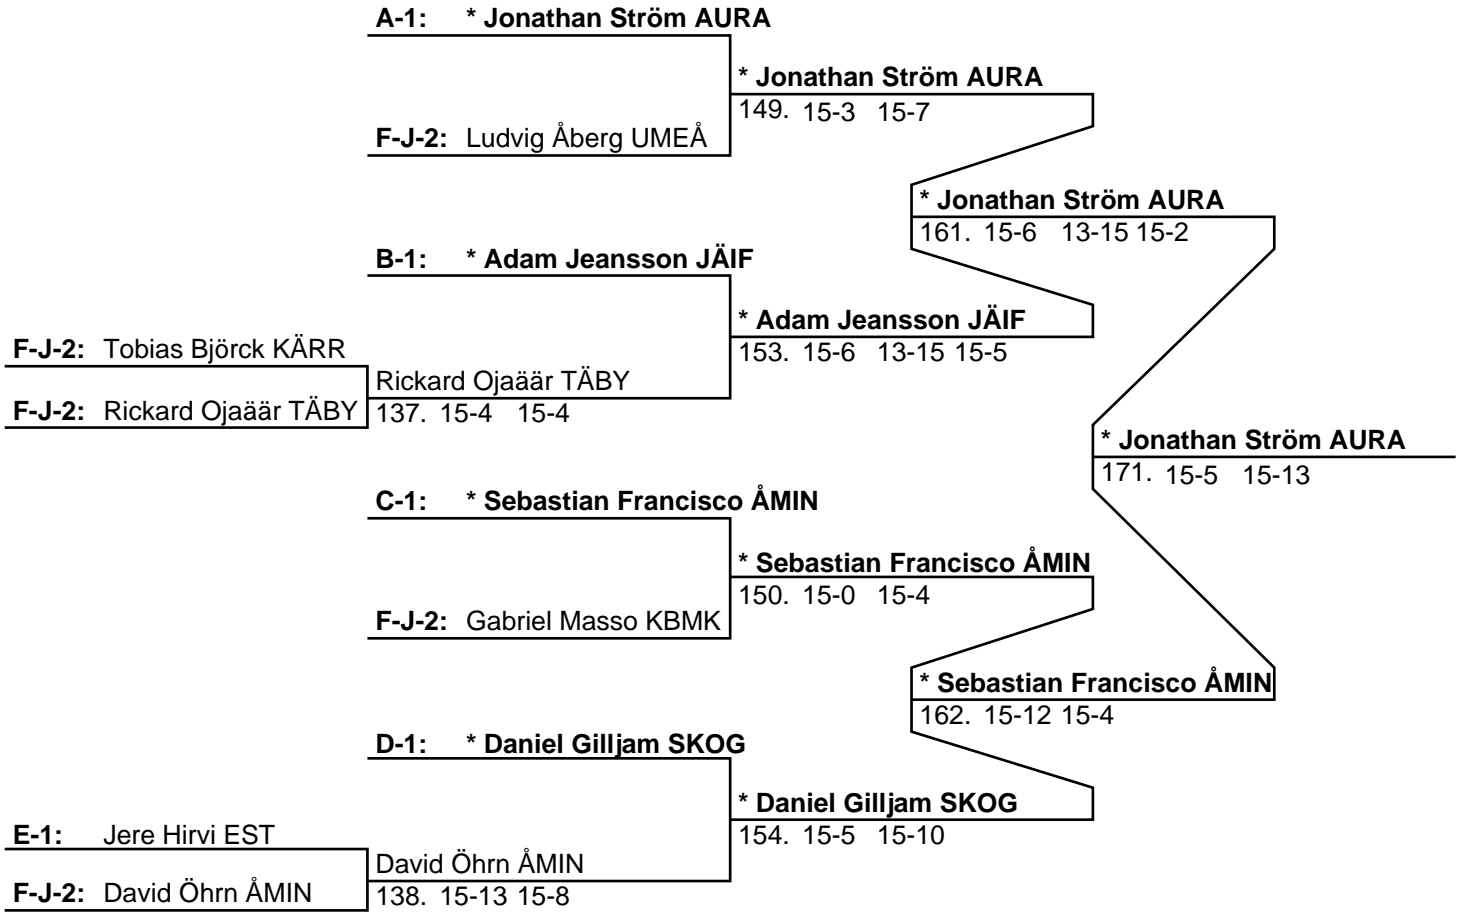 A-1: * Jonathan Ström AURA
* Jonathan Ström AURA
149. 15-3 15-7
F-J-2: Ludvig Åberg UMEÅ
* Jonathan Ström AURA
161. 15-6 13-15 15-2
B-1: * Adam Jeansson JÄIF
* Adam Jeansson JÄIF
153. 15-6 13-15 15-5
F-J-2: Tobias Björck KÄRR
Rickard Ojaäär TÄBY
137. 15-4 15-4
F-J-2: Rickard Ojaäär TÄBY
* Jonathan Ström AURA
171. 15-5 15-13
C-1: * Sebastian Francisco ÅMIN
* Sebastian Francisco ÅMIN
150. 15-0 15-4
F-J-2: Gabriel Masso KBMK
* Sebastian Francisco ÅMIN
162. 15-12 15-4
D-1: * Daniel Gilljam SKOG
* Daniel Gilljam SKOG
154. 15-5 15-10
E-1: Jere Hirvi EST
David Öhrn ÅMIN
138. 15-13 15-8
F-J-2: David Öhrn ÅMIN